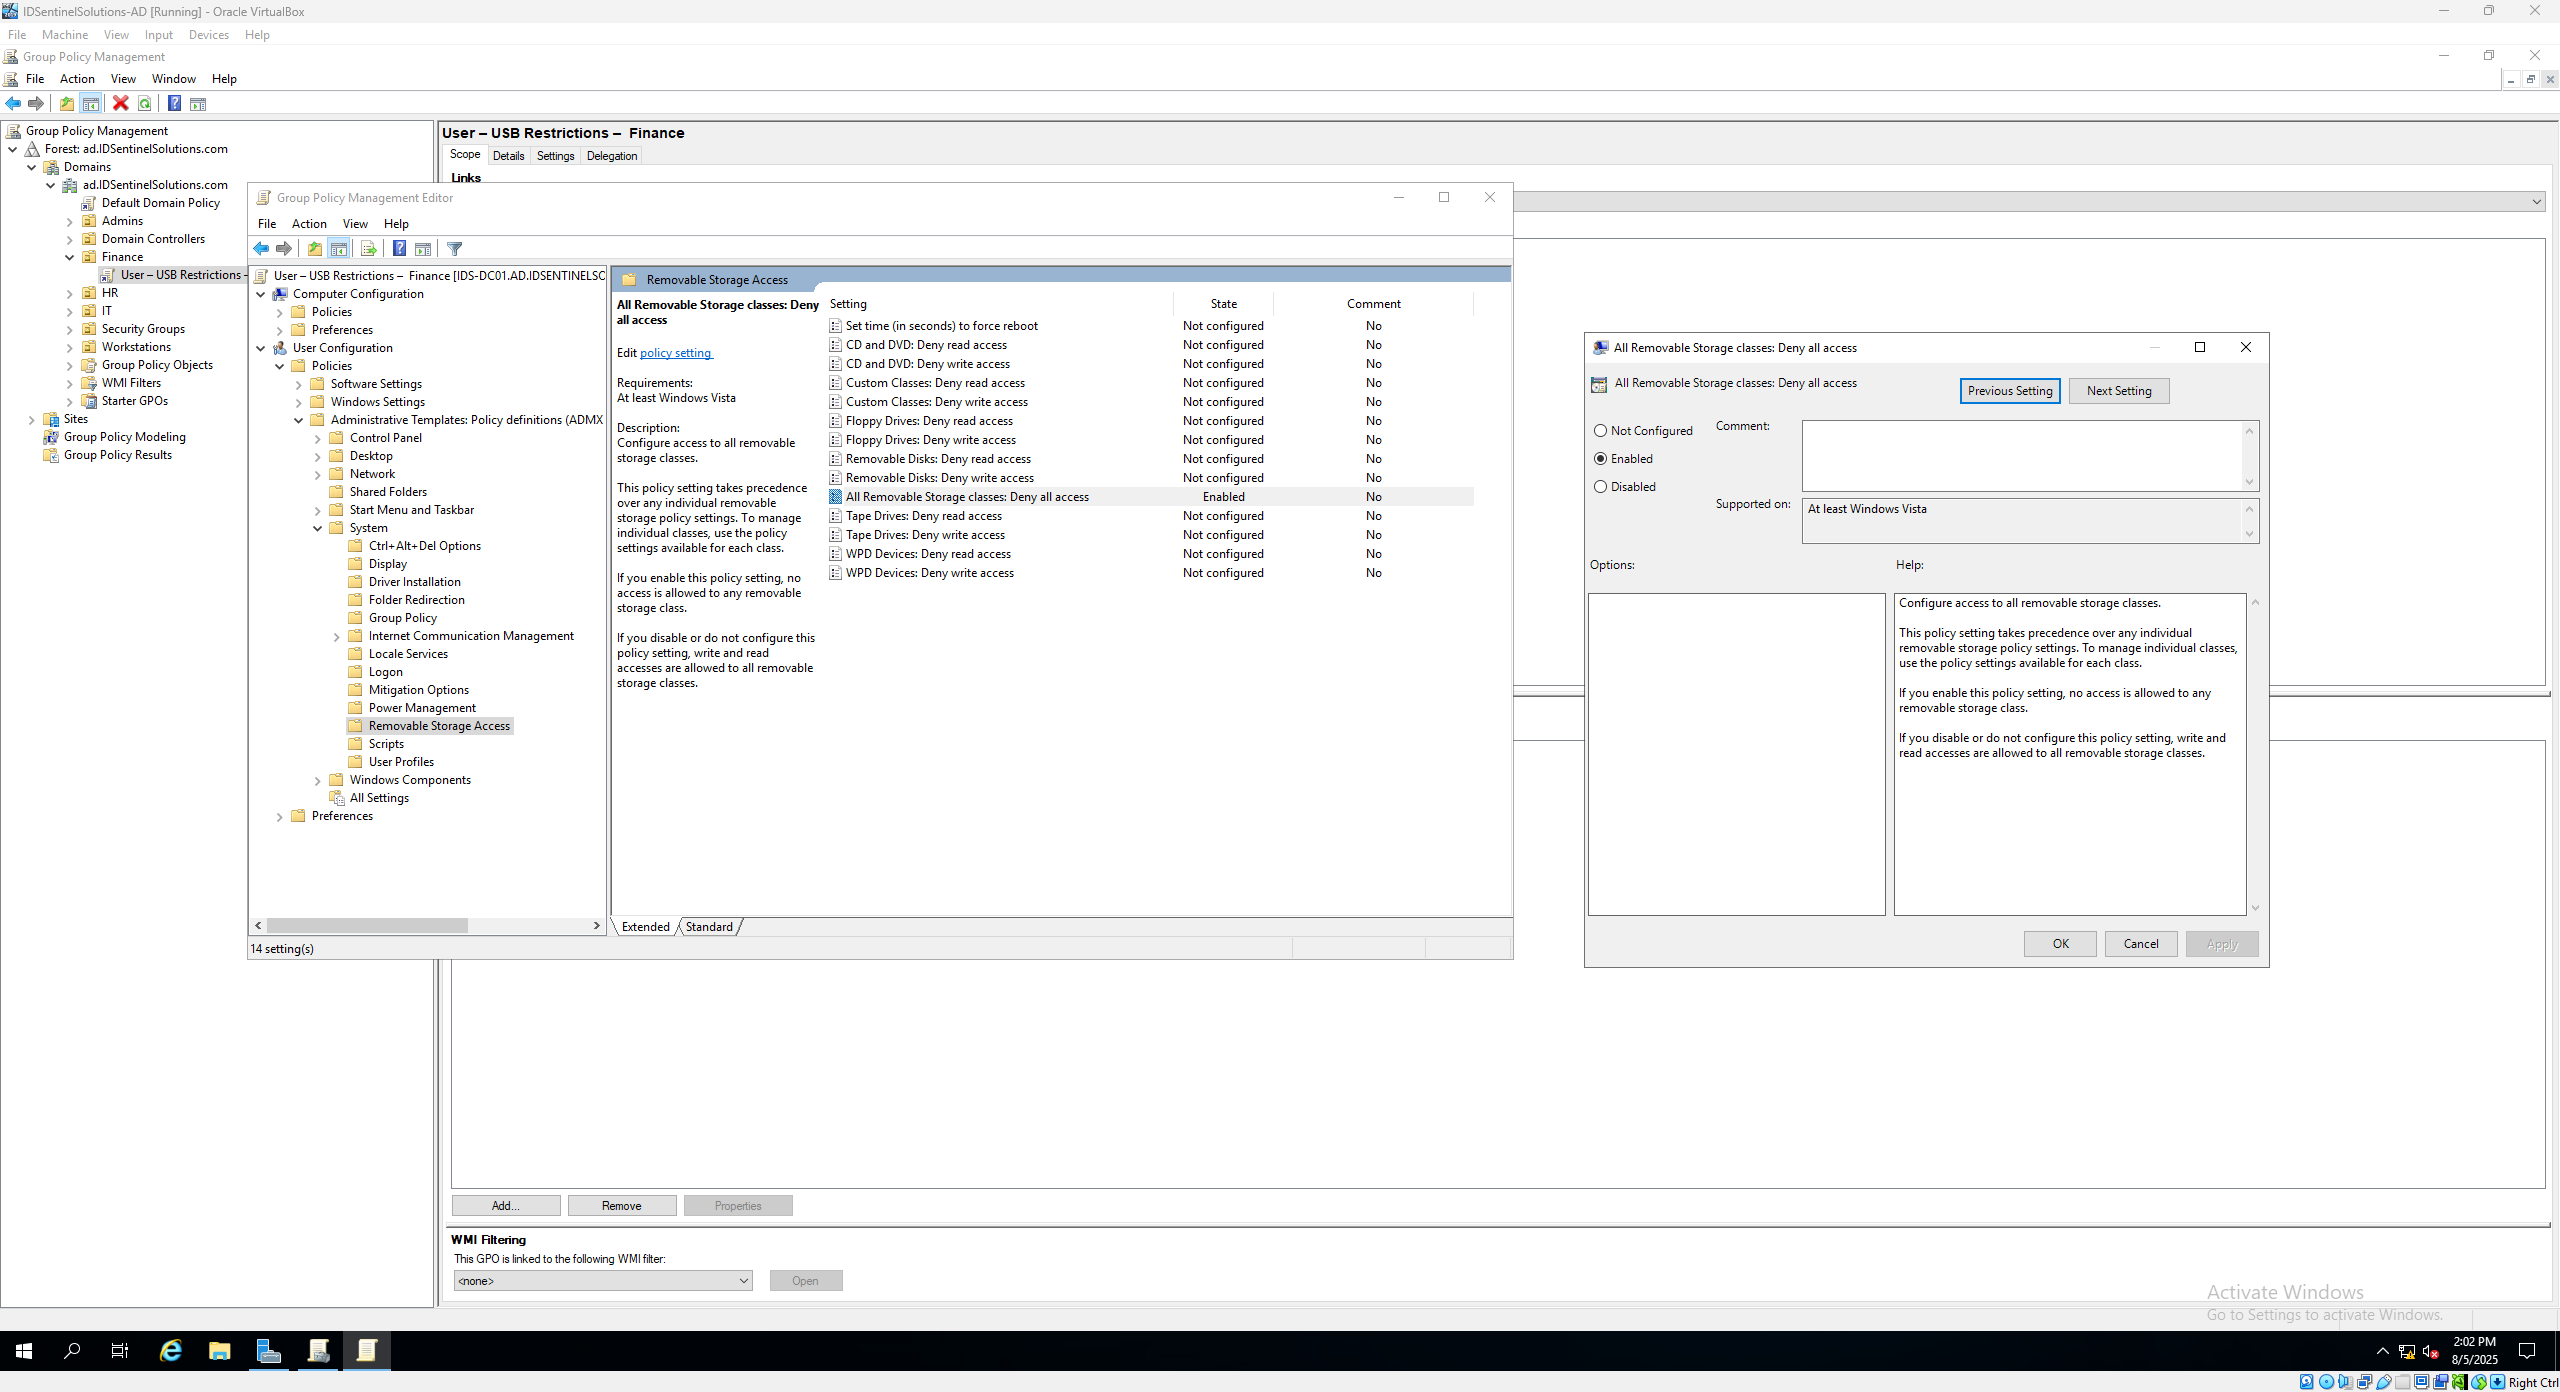 IDSentinelSolutions-AD [Running] - Oracle VirtualBox
File Machine View Input Devices Help
Group Policy Management
File Action View Window Help
Group Policy Management
Forest: ad.IDSentinelSolutions.com
Domains
ad.IDSentinelSolutions.com
Default Domain Policy
Admins
Domain Controllers
Finance
User – USB Restrictions –
HR
IT
Security Groups
Workstations
Group Policy Objects
WMI Filters
Starter GPOs
Sites
Group Policy Modeling
Group Policy Results
User – USB Restrictions – Finance
Scope Details Settings Delegation
Links
Group Policy Management Editor
File Action View Help
User – USB Restrictions – Finance [IDS-DC01.AD.IDSENTINELSO
Computer Configuration
Policies
Preferences
User Configuration
Policies
Software Settings
Windows Settings
Administrative Templates: Policy definitions (ADMX
Control Panel
Desktop
Network
Shared Folders
Start Menu and Taskbar
System
Ctrl+Alt+Del Options
Display
Driver Installation
Folder Redirection
Group Policy
Internet Communication Management
Locale Services
Logon
Mitigation Options
Power Management
Removable Storage Access
Scripts
User Profiles
Windows Components
All Settings
Preferences
14 setting(s)
Removable Storage Access
All Removable Storage classes: Deny
all access
Edit policy setting
Requirements:
At least Windows Vista
Description:
Configure access to all removable
storage classes.
This policy setting takes precedence
over any individual removable
storage policy settings. To manage
individual classes, use the policy
settings available for each class.
If you enable this policy setting, no
access is allowed to any removable
storage class.
If you disable or do not configure this
policy setting, write and read
accesses are allowed to all removable
storage classes.
Setting State Comment
Set time (in seconds) to force reboot Not configured No
CD and DVD: Deny read access Not configured No
CD and DVD: Deny write access Not configured No
Custom Classes: Deny read access Not configured No
Custom Classes: Deny write access Not configured No
Floppy Drives: Deny read access Not configured No
Floppy Drives: Deny write access Not configured No
Removable Disks: Deny read access Not configured No
Removable Disks: Deny write access Not configured No
All Removable Storage classes: Deny all access Enabled No
Tape Drives: Deny read access Not configured No
Tape Drives: Deny write access Not configured No
WPD Devices: Deny read access Not configured No
WPD Devices: Deny write access Not configured No
Extended Standard
All Removable Storage classes: Deny all access
All Removable Storage classes: Deny all access
Previous Setting Next Setting
Not Configured
Enabled
Disabled
Comment:
Supported on:
At least Windows Vista
Options:
Help:
Configure access to all removable storage classes.
This policy setting takes precedence over any individual
removable storage policy settings. To manage individual classes,
use the policy settings available for each class.
If you enable this policy setting, no access is allowed to any
removable storage class.
If you disable or do not configure this policy setting, write and
read accesses are allowed to all removable storage classes.
OK Cancel Apply
Add... Remove Properties
WMI Filtering
This GPO is linked to the following WMI filter:
<none>
Open
Activate Windows
Go to Settings to activate Windows.
2:02 PM
8/5/2025
Right Ctrl